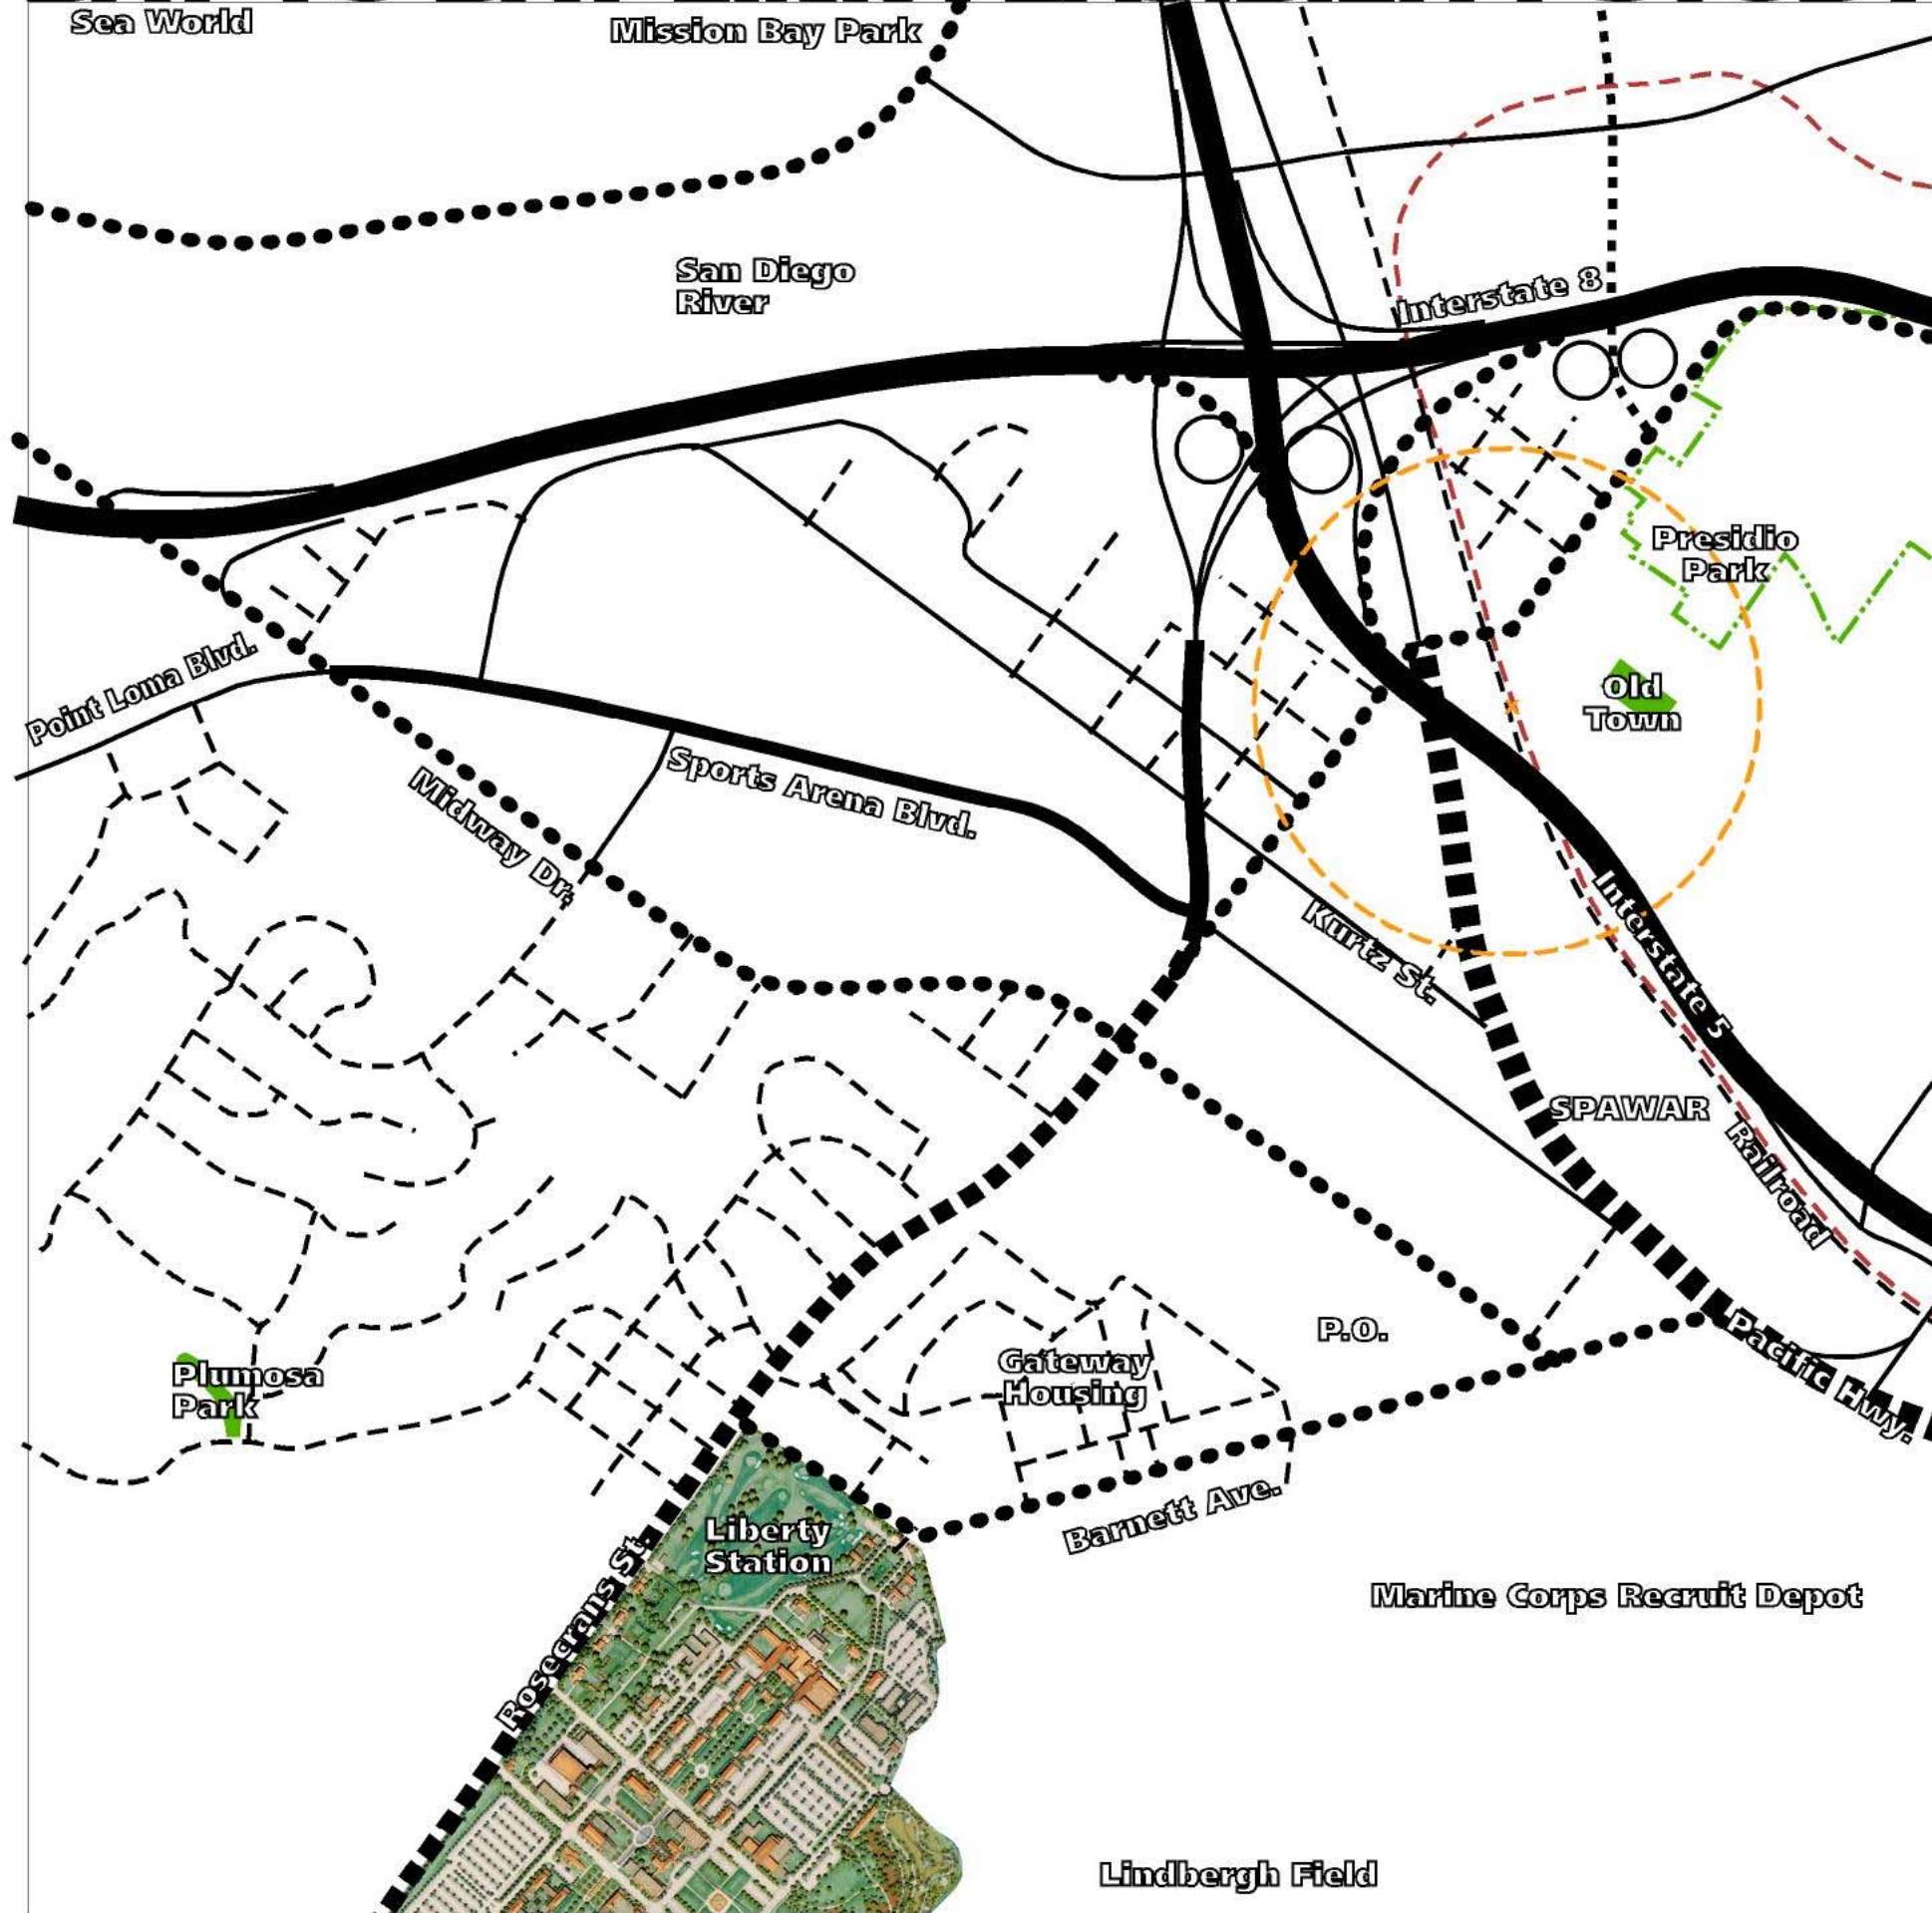 Sea World
Mission Bay Park
San Diego
River
Interstate 8
Presidio
Park
Point Loma Blvd.
Old
Town
Sports Arena Blvd.
Midway Dr.
Kurtz St.
Interstate 5
SPAWAR
Railroad
P.O.
Pacific Hwy.
Gateway
Housing
Plumosa
Park
Barnett Ave.
Liberty
Station
Rosecrans St.
Marine Corps Recruit Depot
Lindbergh Field